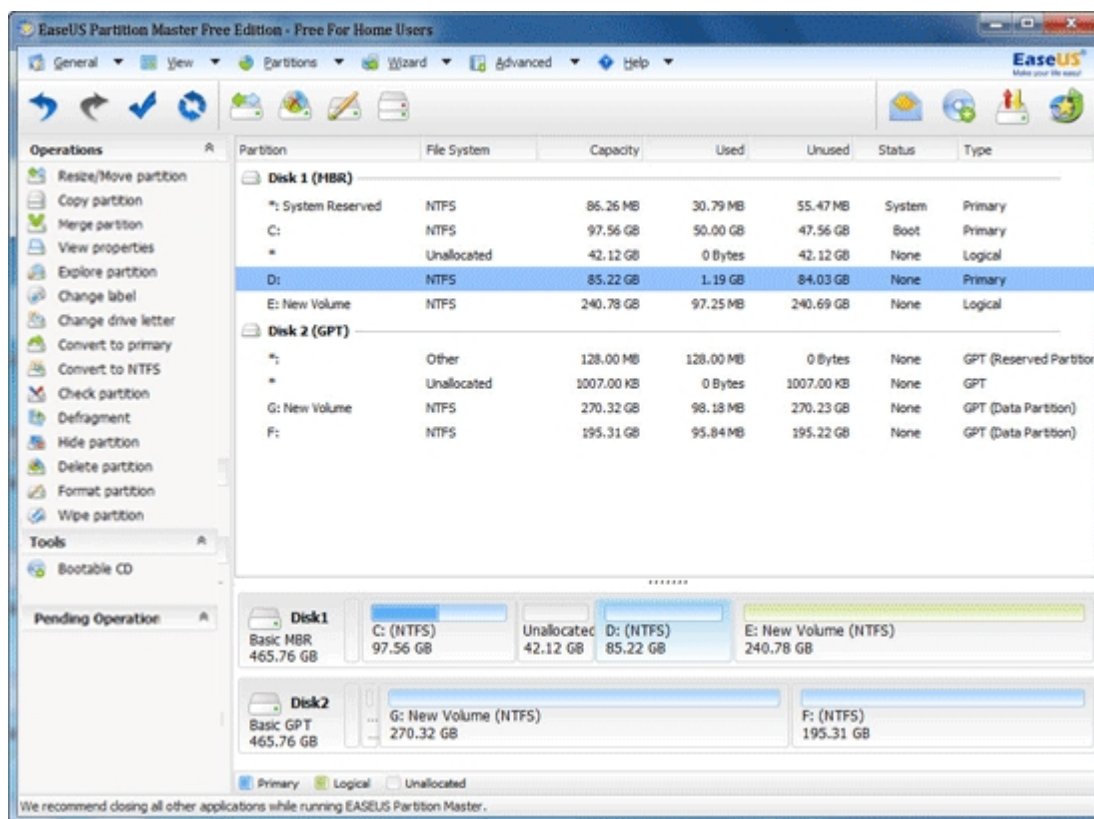 EaseUS Partition Master Free Edition - Free For Home Users
General View Partitions Wizard Advanced Help EaseUS
Make your life easy!
Operations Partition File System Capacity Used Unused Status Type
Resize/Move partition
Copy partition
Merge partition
View properties
Explore partition
Change label
Change drive letter
Convert to primary
Convert to NTFS
Check partition
Defragment
Hide partition
Delete partition
Format partition
Wipe partition
Tools
Bootable CD
Pending Operation
Disk 1 (MBR)
*: System Reserved NTFS 86.26 MB 30.79 MB 55.47 MB System Primary
C: NTFS 97.56 GB 50.00 GB 47.56 GB Boot Primary
* Unallocated 42.12 GB 0 Bytes 42.12 GB None Logical
D: NTFS 85.22 GB 1.19 GB 84.03 GB None Primary
E: New Volume NTFS 240.78 GB 97.25 MB 240.69 GB None Logical
Disk 2 (GPT)
*: Other 128.00 MB 128.00 MB 0 Bytes None GPT (Reserved Partition
* Unallocated 1007.00 KB 0 Bytes 1007.00 KB None GPT
G: New Volume NTFS 270.32 GB 98.18 MB 270.23 GB None GPT (Data Partition)
F: NTFS 195.31 GB 95.84 MB 195.22 GB None GPT (Data Partition)
Disk1
Basic MBR
465.76 GB
C: (NTFS)
97.56 GB
Unallocated
42.12 GB
D: (NTFS)
85.22 GB
E: New Volume (NTFS)
240.78 GB
Disk2
Basic GPT
465.76 GB
...
...
G: New Volume (NTFS)
270.32 GB
F: (NTFS)
195.31 GB
Primary Logical Unallocated
We recommend closing all other applications while running EASEUS Partition Master.